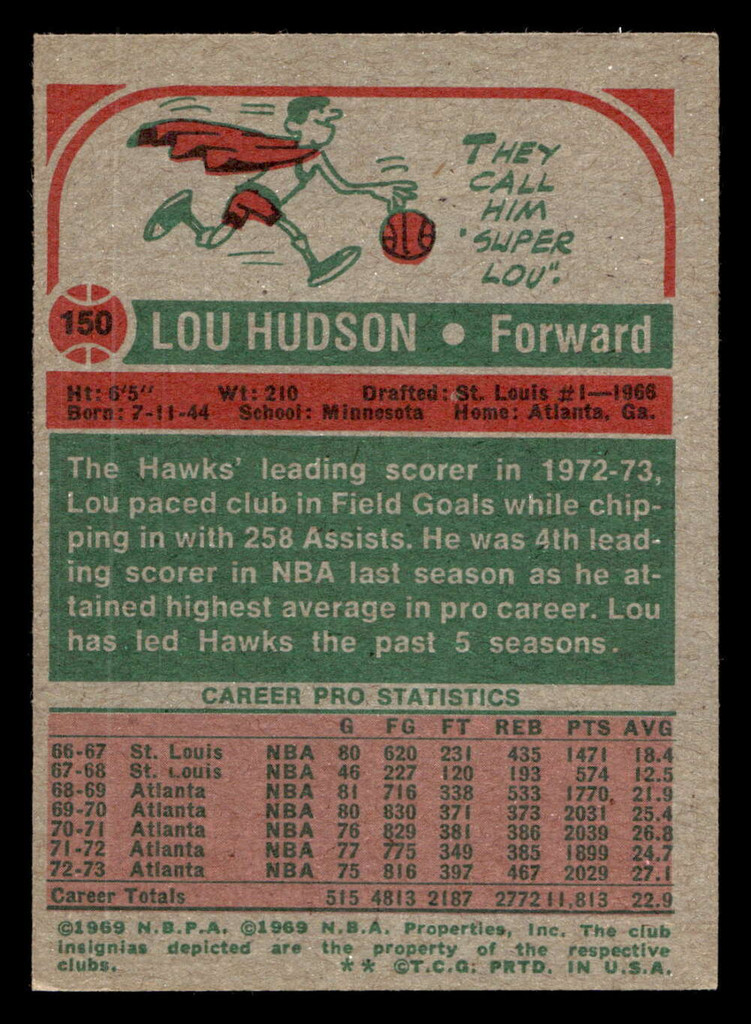 THEY
CALL
HIM
"SUPER
LOU".
150 LOU HUDSON • Forward
Ht: 6'5" Wt: 210 Drafted: St. Louis #1—1966
Born: 7-11-44 School: Minnesota Home: Atlanta, Ga.
The Hawks' leading scorer in 1972-73,
Lou paced club in Field Goals while chip-
ping in with 258 Assists. He was 4th lead-
ing scorer in NBA last season as he at-
tained highest average in pro career. Lou
has led Hawks the past 5 seasons.
CAREER PRO STATISTICS
G FG FT REB PTS AVG
66-67 St. Louis NBA 80 620 231 435 1471 18.4
67-68 St. Louis NBA 46 227 120 193 574 12.5
68-69 Atlanta NBA 81 716 338 533 1770 21.9
69-70 Atlanta NBA 80 830 371 373 2031 25.4
70-71 Atlanta NBA 76 829 381 386 2039 26.8
71-72 Atlanta NBA 77 775 349 385 1899 24.7
72-73 Atlanta NBA 75 816 397 467 2029 27.1
Career Totals 515 4813 2187 2772 11,813 22.9
©1969 N.B.P.A. ©1969 N.B.A. Properties, Inc. The club
insignias depicted are the property of the respective
clubs. ** ©T.C.G. PRTD. IN U.S.A.